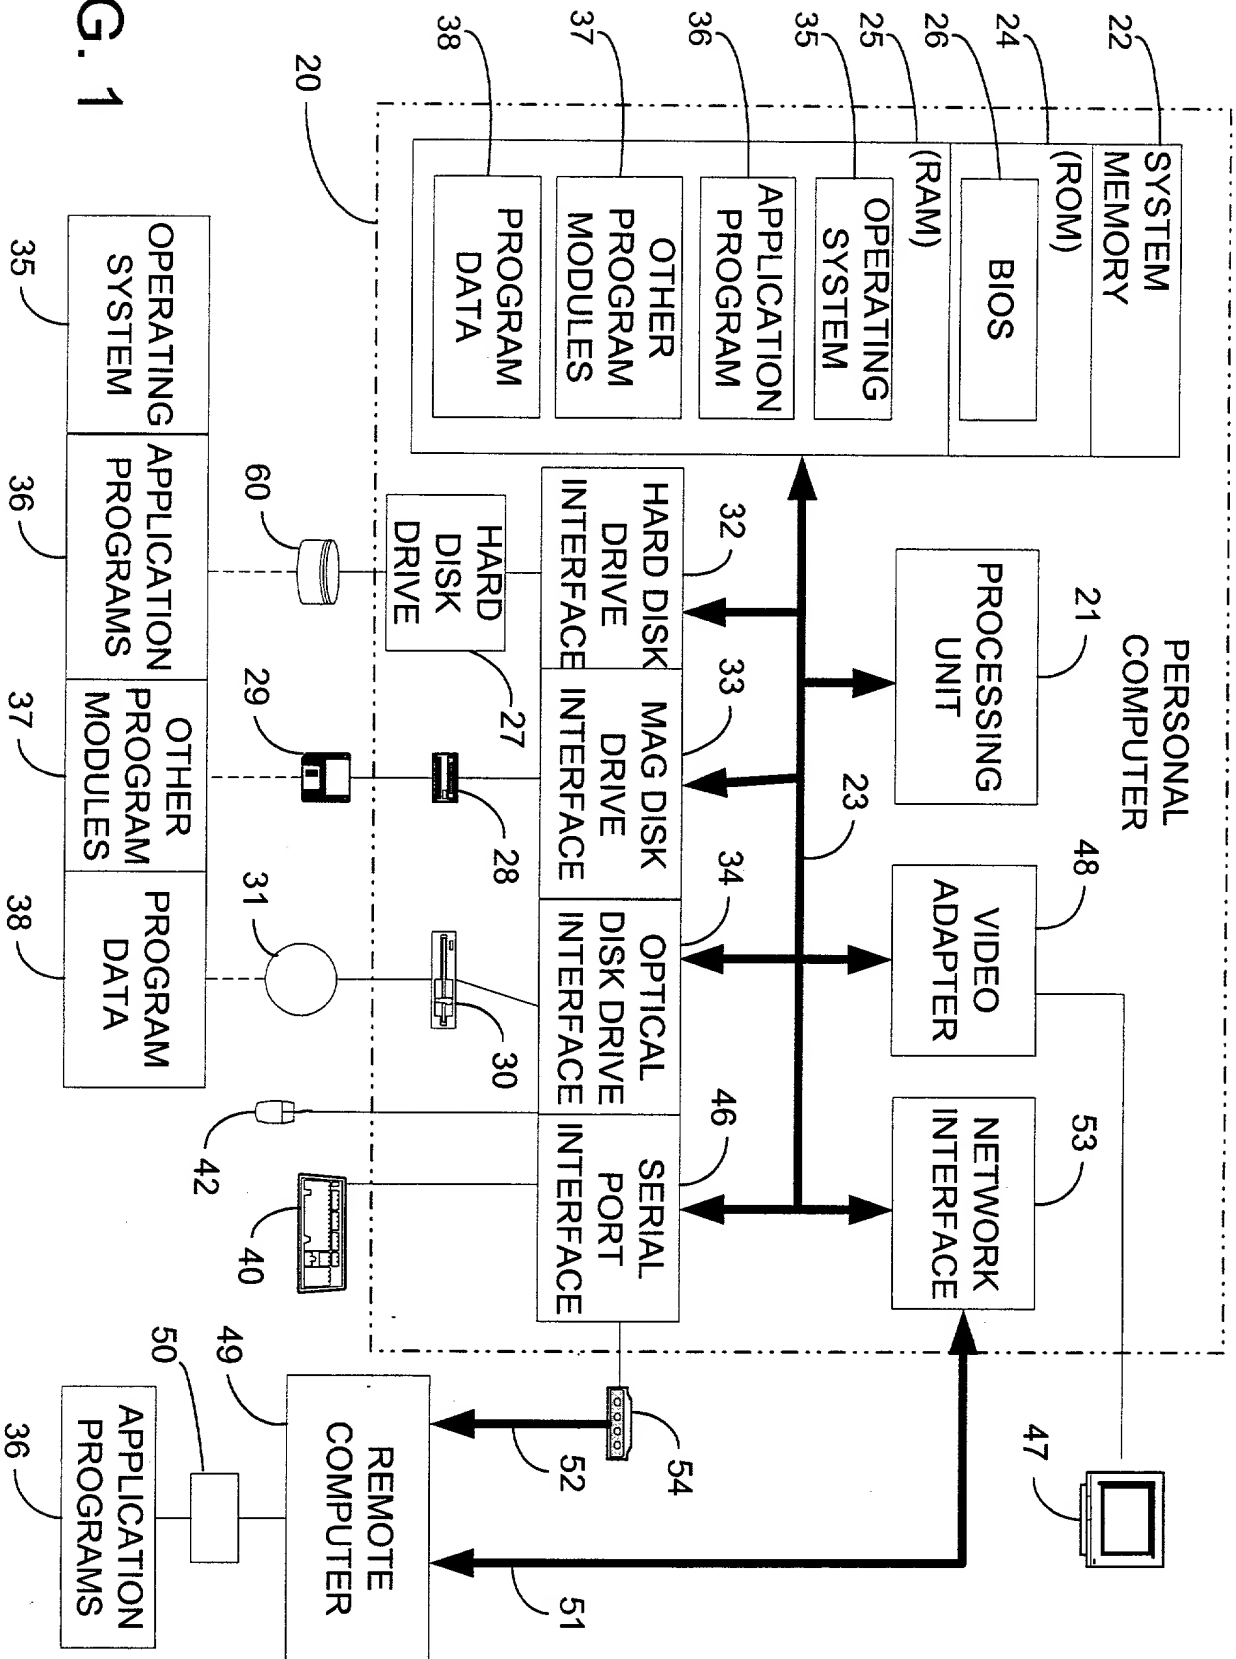 PERSONAL
COMPUTER
22
SYSTEM
MEMORY
24
(ROM)
26
BIOS
25
(RAM)
35
OPERATING
SYSTEM
36
APPLICATION
PROGRAM
37
OTHER
PROGRAM
MODULES
38
PROGRAM
DATA
20
21
PROCESSING
UNIT
48
VIDEO
ADAPTER
53
NETWORK
INTERFACE
47
23
32
HARD DISK
DRIVE
INTERFACE
33
MAG DISK
DRIVE
INTERFACE
34
OPTICAL
DISK DRIVE
INTERFACE
46
SERIAL
PORT
INTERFACE
HARD
DISK
DRIVE
27
28
30
54
52
51
60
29
31
42
40
49
REMOTE
COMPUTER
50
OPERATING
SYSTEM
35
APPLICATION
PROGRAMS
36
OTHER
PROGRAM
MODULES
37
PROGRAM
DATA
38
APPLICATION
PROGRAMS
36
G. 1